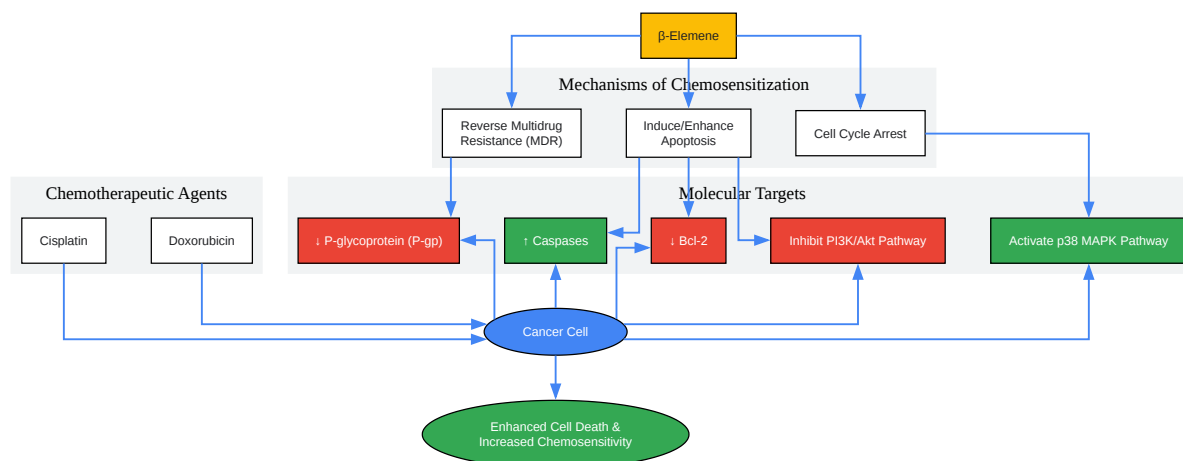 β-Elemene
Mechanisms of Chemosensitization
Reverse Multidrug
Resistance (MDR)
Induce/Enhance
Apoptosis
Cell Cycle Arrest
Chemotherapeutic Agents
Molecular Targets
Cisplatin
Doxorubicin
↓ P-glycoprotein (P-gp)
↑ Caspases
↓ Bcl-2
Inhibit PI3K/Akt Pathway
Activate p38 MAPK Pathway
Cancer Cell
Enhanced Cell Death &
Increased Chemosensitivity